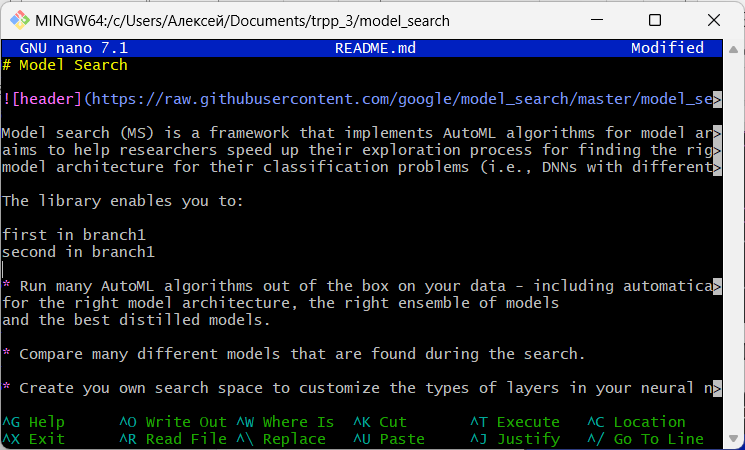 MINGW64:/c/Users/Алексей/Documents/trpp_3/model_search
GNU nano 7.1 README.md Modified
# Model Search
![header](https://raw.githubusercontent.com/google/model_search/master/model_se>
Model search (MS) is a framework that implements AutoML algorithms for model ar>
aims to help researchers speed up their exploration process for finding the rig>
model architecture for their classification problems (i.e., DNNs with different>
The library enables you to:
first in branch1
second in branch1
* Run many AutoML algorithms out of the box on your data - including automatica>
for the right model architecture, the right ensemble of models
and the best distilled models.
* Compare many different models that are found during the search.
* Create you own search space to customize the types of layers in your neural n>
^G Help ^O Write Out ^W Where Is ^K Cut ^T Execute ^C Location
^X Exit ^R Read File ^\ Replace ^U Paste ^J Justify ^/ Go To Line